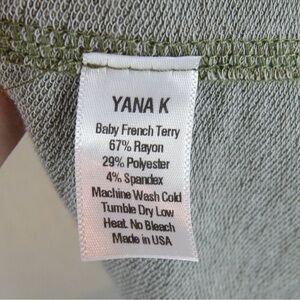 YANA K
Baby French Terry
67% Rayon
29% Polyester
4% Spandex
Machine Wash Cold
Tumble Dry Low
Heat. No Bleach
Made in USA